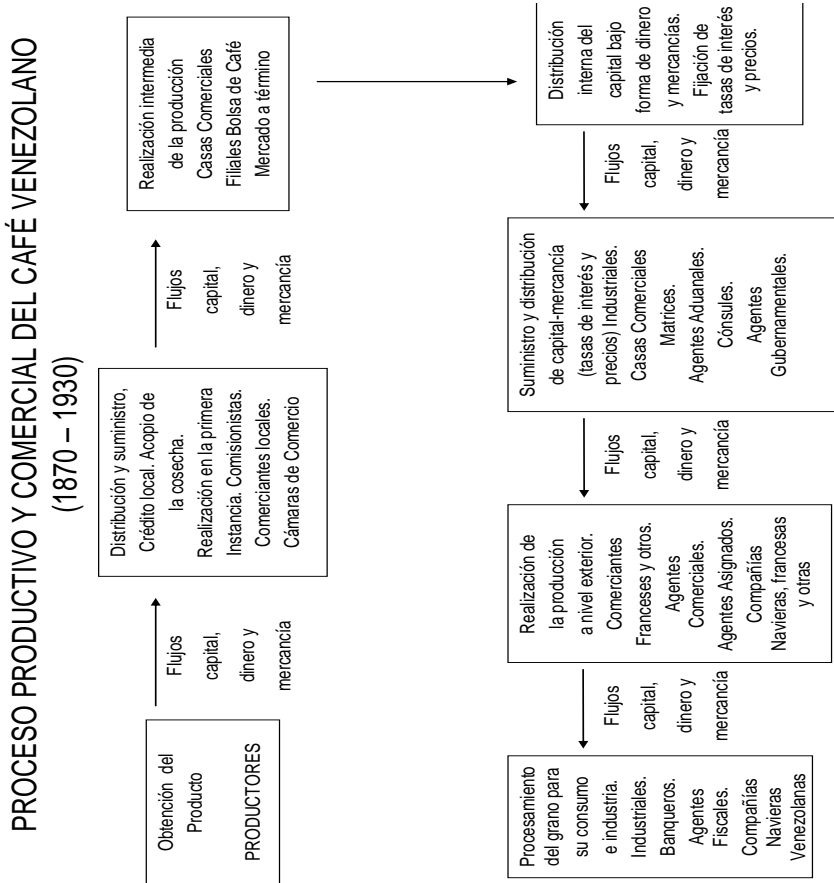 PROCESO PRODUCTIVO Y COMERCIAL DEL CAFÉ VENEZOLANO
(1870 – 1930)
Obtención del
Producto
PRODUCTORES
Flujos
capital,
dinero y
mercancía
Distribución y suministro,
Crédito local. Acopio de
la cosecha.
Realización en la primera
Instancia. Comisionistas.
Comerciantes locales.
Cámaras de Comercio
Flujos
capital,
dinero y
mercancía
Realización intermedia
de la producción
Casas Comerciales
Filiales Bolsa de Café
Mercado a término
Distribución
interna del
capital bajo
forma de dinero
y mercancías.
Fijación de
tasas de interés
y precios.
Flujos
capital,
dinero y
mercancía
Suministro y distribución
de capital-mercancía
(tasas de interés y
precios) Industriales.
Casas Comerciales
Matrices.
Agentes Aduanales.
Cónsules.
Agentes
Gubernamentales.
Flujos
capital,
dinero y
mercancía
Realización de
la producción
a nivel exterior.
Comerciantes
Franceses y otros.
Agentes
Comerciales.
Agentes Asignados.
Compañías
Navieras, francesas
y otras
Flujos
capital,
dinero y
mercancía
Procesamiento
del grano para
su consumo
e industria.
Industriales.
Banqueros.
Agentes
Fiscales.
Compañías
Navieras
Venezolanas